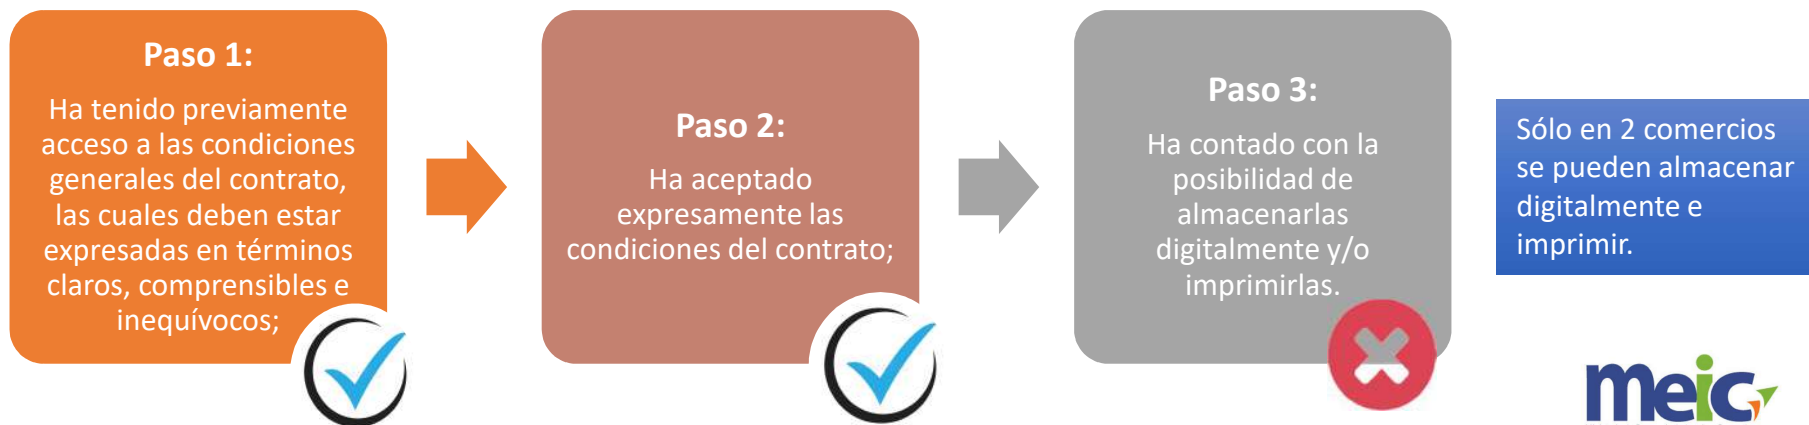 Paso 1:
Ha tenido previamente
acceso a las condiciones
generales del contrato,
las cuales deben estar
expresadas en términos
claros, comprensibles e
inequívocos;
Paso 2:
Ha aceptado
expresamente las
condiciones del contrato;
Paso 3:
Ha contado con la
posibilidad de
almacenarlas
digitalmente y/o
imprimirlas.
Sólo en 2 comercios
se pueden almacenar
digitalmente e
imprimir.
meic